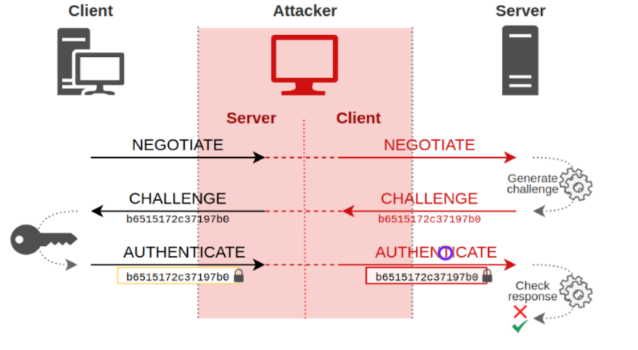 Client
Attacker
Server
Server
Client
NEGOTIATE
NEGOTIATE
Generate
challenge
CHALLENGE
CHALLENGE
b6515172c37197b0
b6515172c37197b0
AUTHENTICATE
AUTHENTICATE
b6515172c37197b0
b6515172c37197b0
Check
response